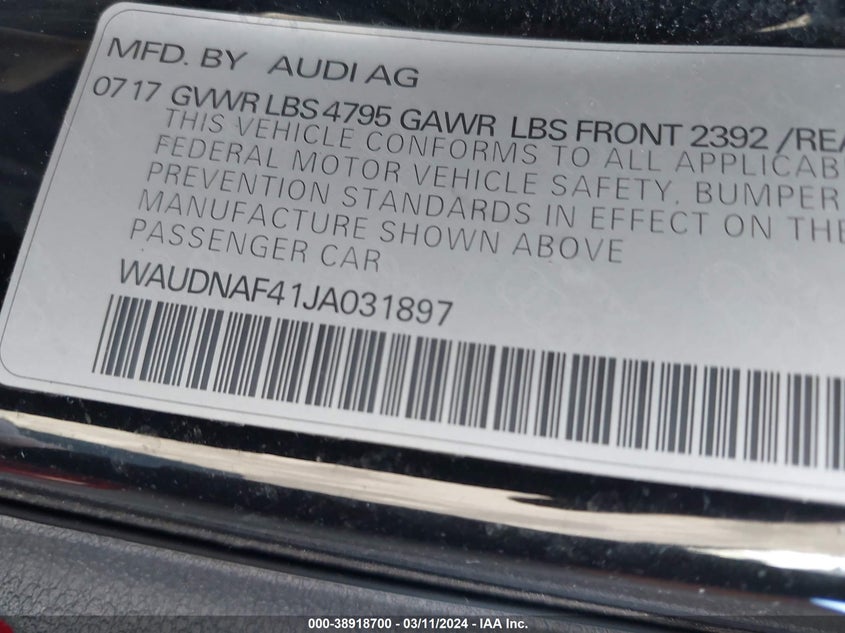 MFD. BY AUDI AG
0717 GVWR LBS 4795 GAWR LBS FRONT 2392 /REA
THIS VEHICLE CONFORMS TO ALL APPLICAB
FEDERAL MOTOR VEHICLE SAFETY, BUMPER
PREVENTION STANDARDS IN EFFECT ON THE
MANUFACTURE SHOWN ABOVE
PASSENGER CAR
WAUDNAF41JA031897
000-38918700 - 03/11/2024 - IAA Inc.